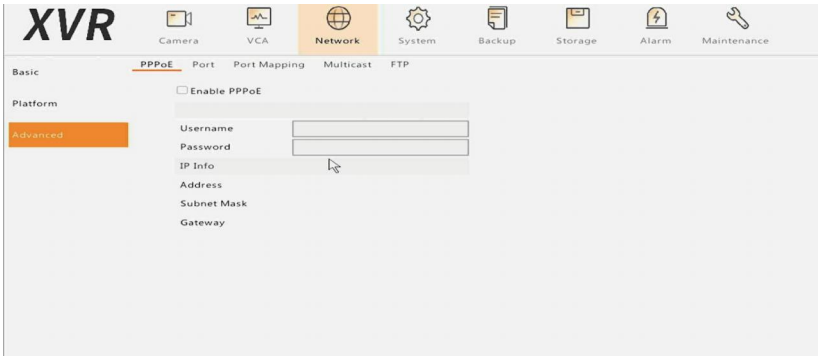 XVR
Camera VCA Network System Backup Storage Alarm Maintenance
Basic
Platform
Advanced
PPPoE Port Port Mapping Multicast FTP
Enable PPPoE
Username
Password
IP Info
Address
Subnet Mask
Gateway